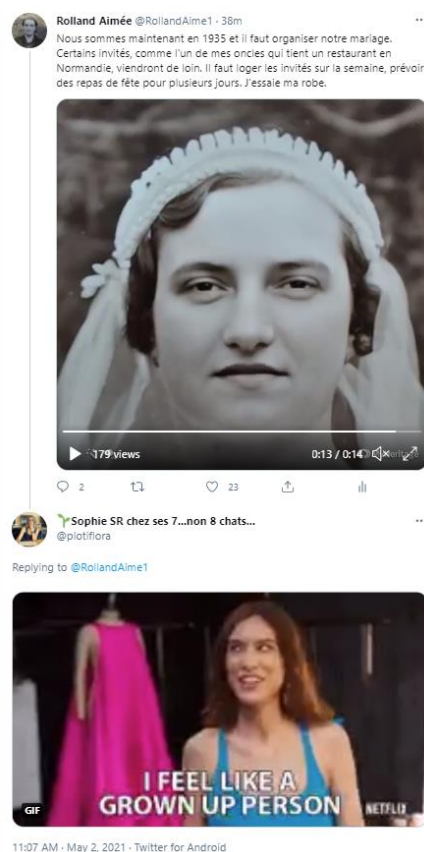 Rolland Aimée @RollandAime1 · 38m
Nous sommes maintenant en 1935 et il faut organiser notre mariage.
Certains invités, comme l'un de mes oncles qui tient un restaurant en
Normandie, viendront de loin. Il faut loger les invités sur la semaine, prévoir
des repas de fête pour plusieurs jours. J'essaie ma robe.
179 views
0:13 / 0:14
2
23
Sophie SR chez ses 7...non 8 chats...
@plotiflora
Replying to @RollandAime1
I FEEL LIKE A
GROWN UP PERSON
GIF
NETFLIX
11:07 AM · May 2, 2021 · Twitter for Android